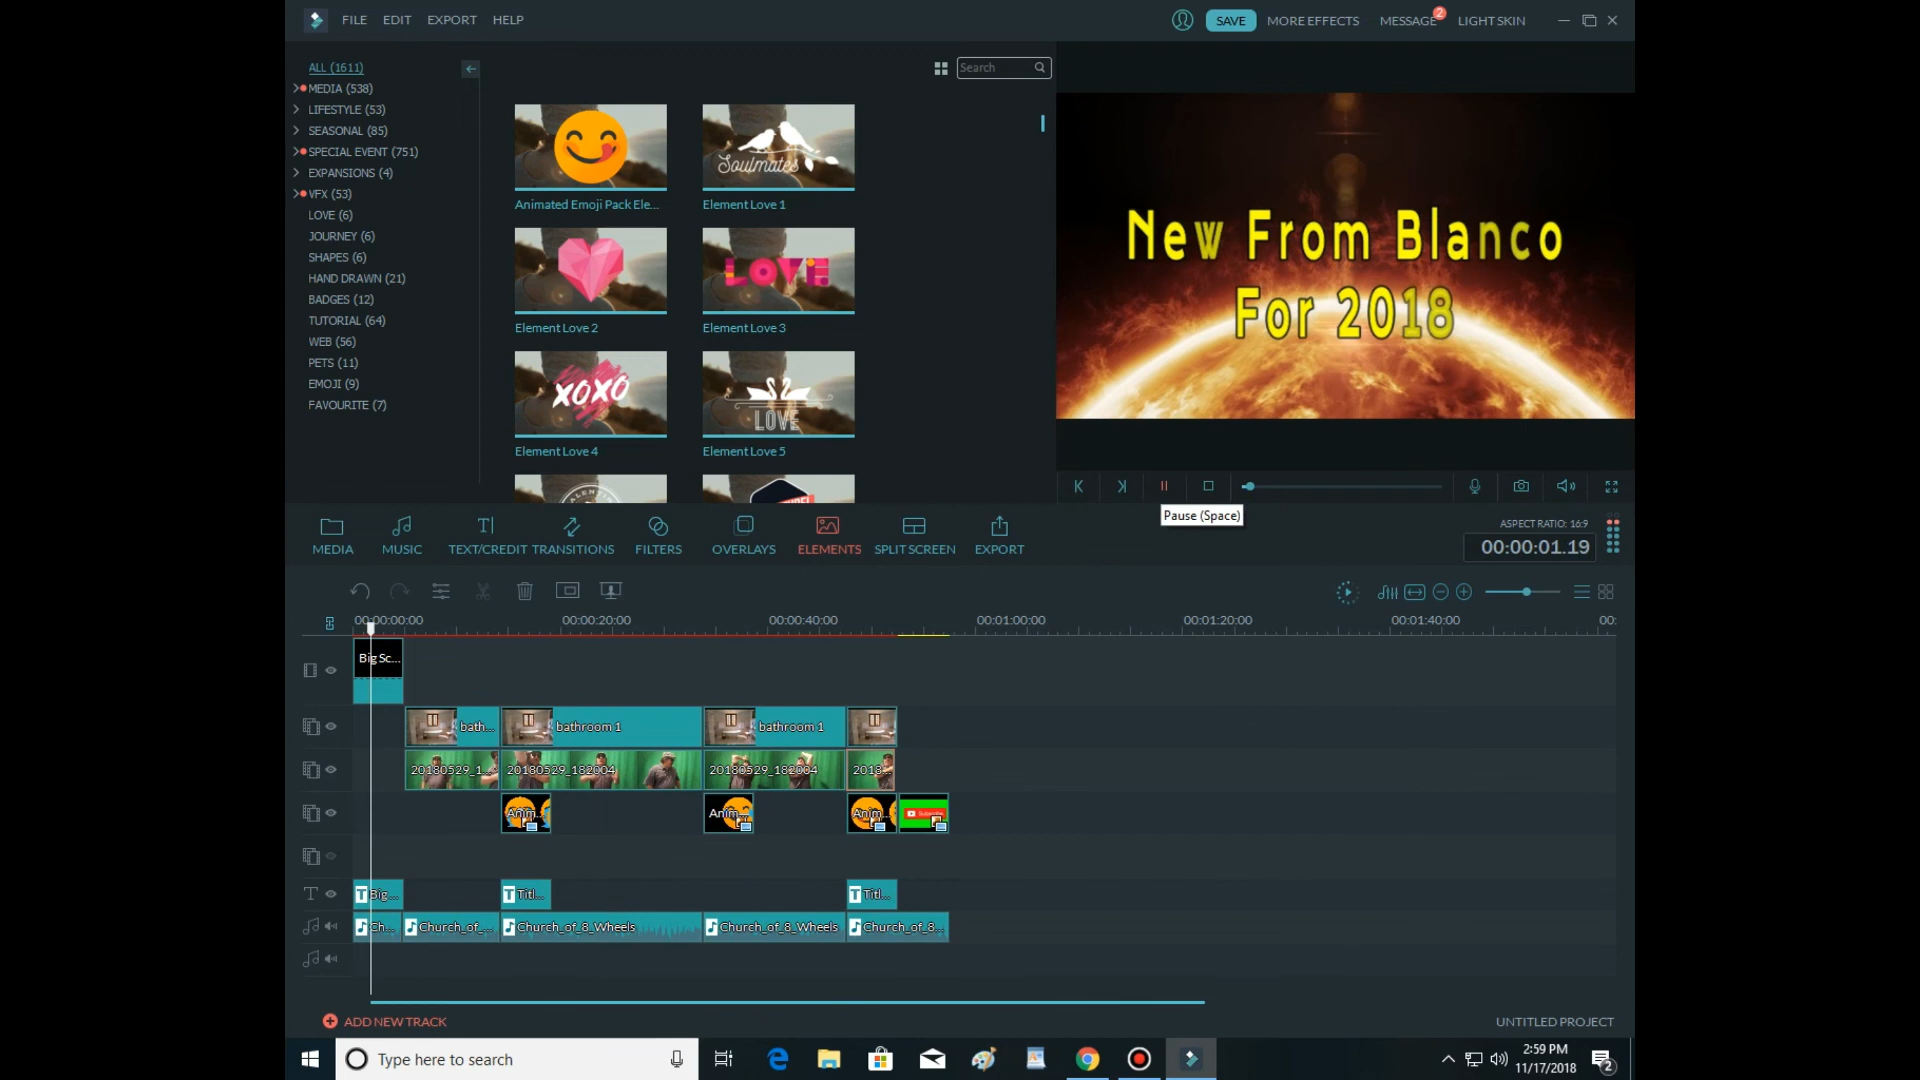 FILE EDIT EXPORT HELP
SAVE MORE EFFECTS MESSAGE 2 LIGHT SKIN
ALL (1611)
MEDIA (538)
LIFESTYLE (53)
SEASONAL (85)
SPECIAL EVENT (751)
EXPANSIONS (4)
VFX (53)
LOVE (6)
JOURNEY (6)
SHAPES (6)
HAND DRAWN (21)
BADGES (12)
TUTORIAL (64)
WEB (56)
PETS (11)
EMOJI (9)
FAVOURITE (7)
Search
Soulmates
Animated Emoji Pack Ele...
Element Love 1
LOVE
Element Love 2
Element Love 3
XOXO
LOVE
Element Love 4
Element Love 5
New From Blanco
For 2018
Pause (Space)
ASPECT RATIO: 16:9
00:00:01.19
MEDIA MUSIC TEXT/CREDIT TRANSITIONS FILTERS OVERLAYS ELEMENTS SPLIT SCREEN EXPORT
00:00:00:00 00:00:20:00 00:00:40:00 00:01:00:00 00:01:20:00 00:01:40:00 00:
Big Sc...
bath... bathroom 1 bathroom 1
20180529_1... 20180529_182004 20180529_182004 2018...
Anim... Anim... Anim... Subscribe
T Big ... T Titl... T Titl...
Ch... Church_of_... Church_of_8_Wheels Church_of_8_Wheels Church_of_8...
ADD NEW TRACK
UNTITLED PROJECT
Type here to search
2:59 PM
11/17/2018
2